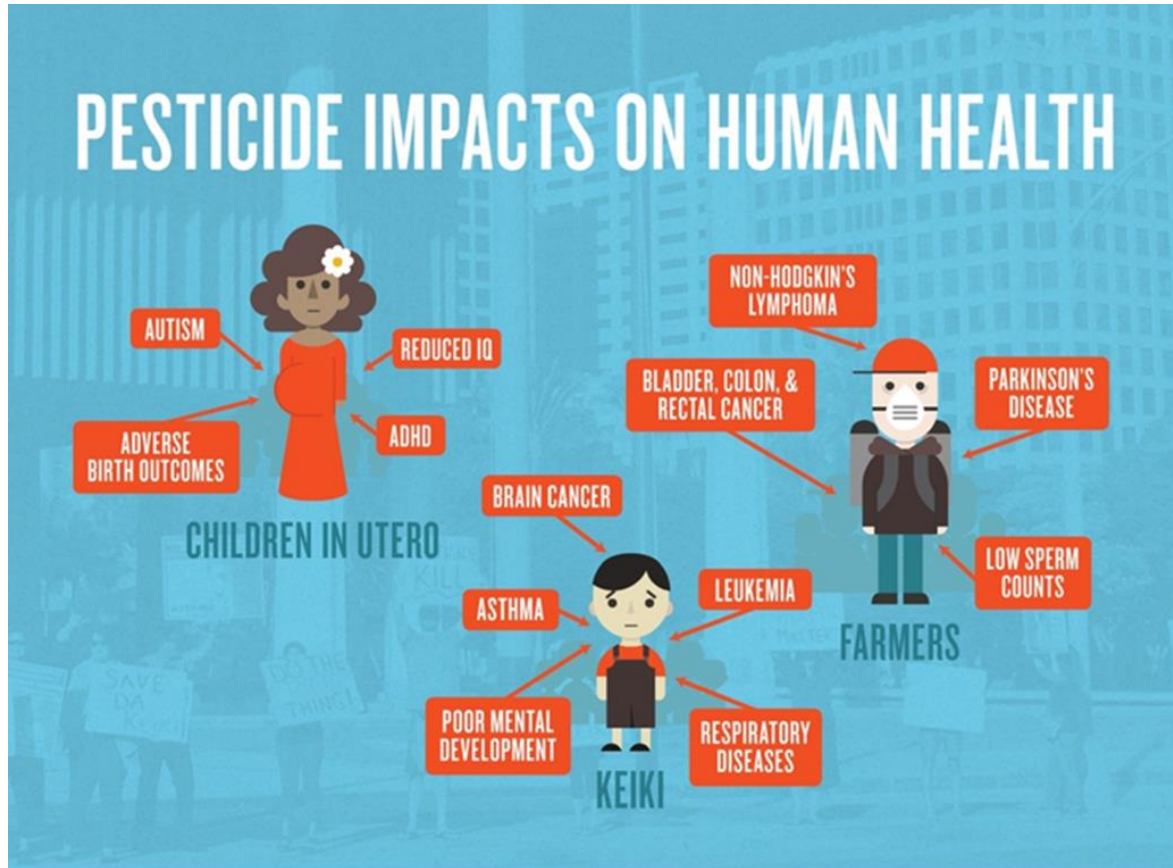 PESTICIDE IMPACTS ON HUMAN HEALTH
AUTISM
REDUCED IQ
ADVERSE
BIRTH OUTCOMES
ADHD
CHILDREN IN UTERO
BRAIN CANCER
ASTHMA
LEUKEMIA
POOR MENTAL
DEVELOPMENT
RESPIRATORY
DISEASES
KEIKI
NON-HODGKIN'S
LYMPHOMA
BLADDER, COLON, &
RECTAL CANCER
PARKINSON'S
DISEASE
LOW SPERM
COUNTS
FARMERS
KILL
SAVE
DA
KEIKI
DO THE
THING!